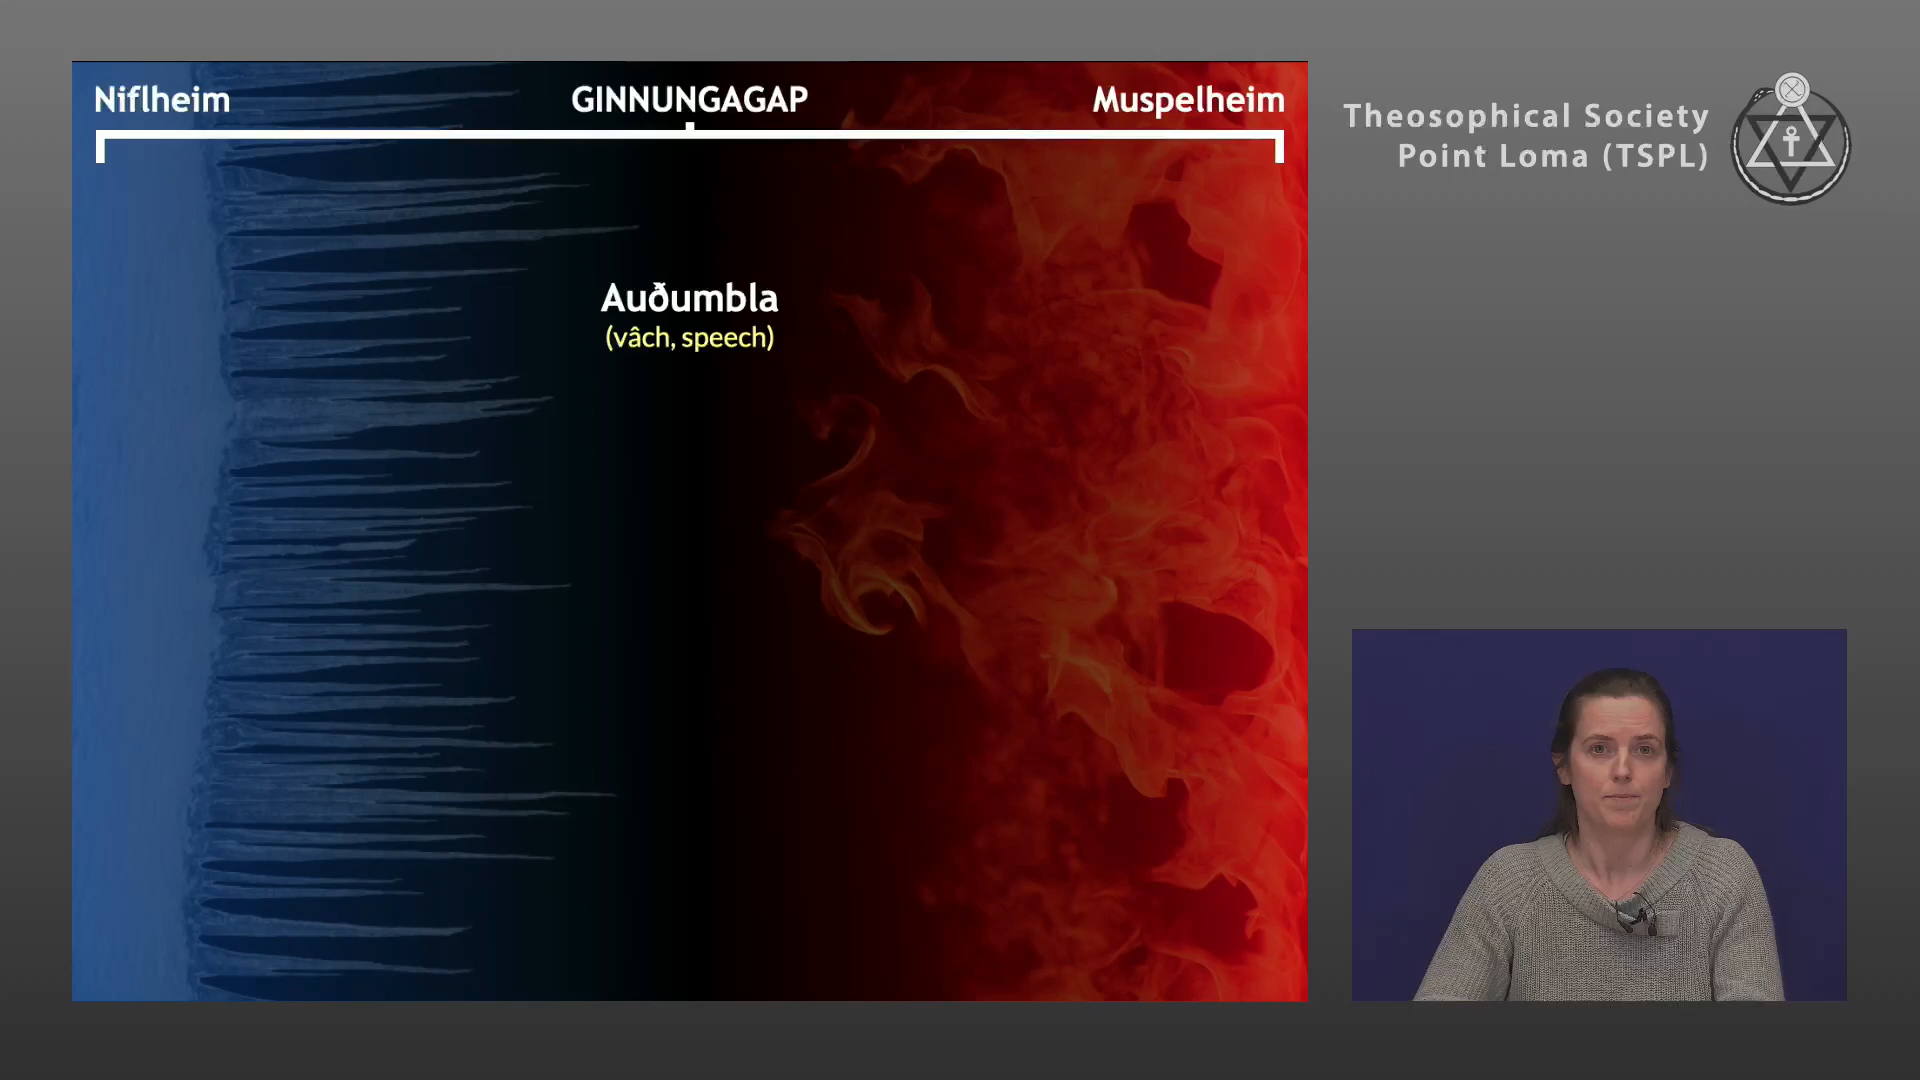 Niflheim
GINNUNGAGAP
Muspelheim
Theosophical Society
Point Loma (TSPL)
Auðumbla
(vâch, speech)